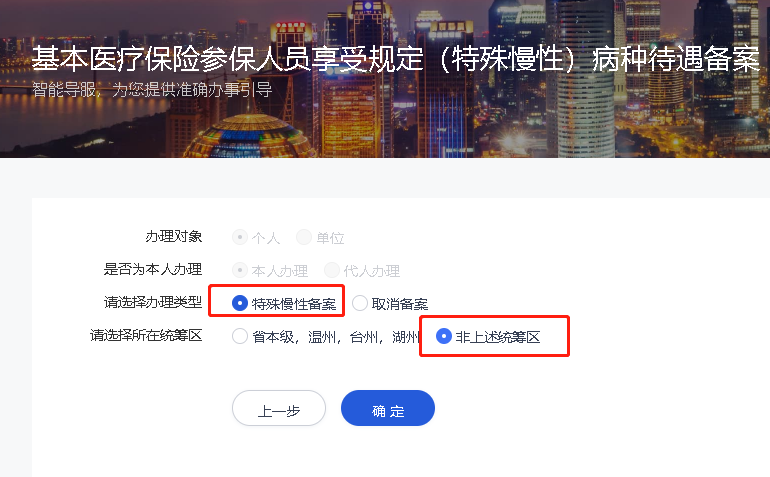 基本医疗保险参保人员享受规定（特殊慢性）病种待遇备案
智能导服，为您提供准确办事引导
办理对象 个人 单位
是否为本人办理 本人办理 代人办理
请选择办理类型 特殊慢性备案 取消备案
请选择所在统筹区 省本级，温州，台州，湖州 非上述统筹区
上一步 确 定